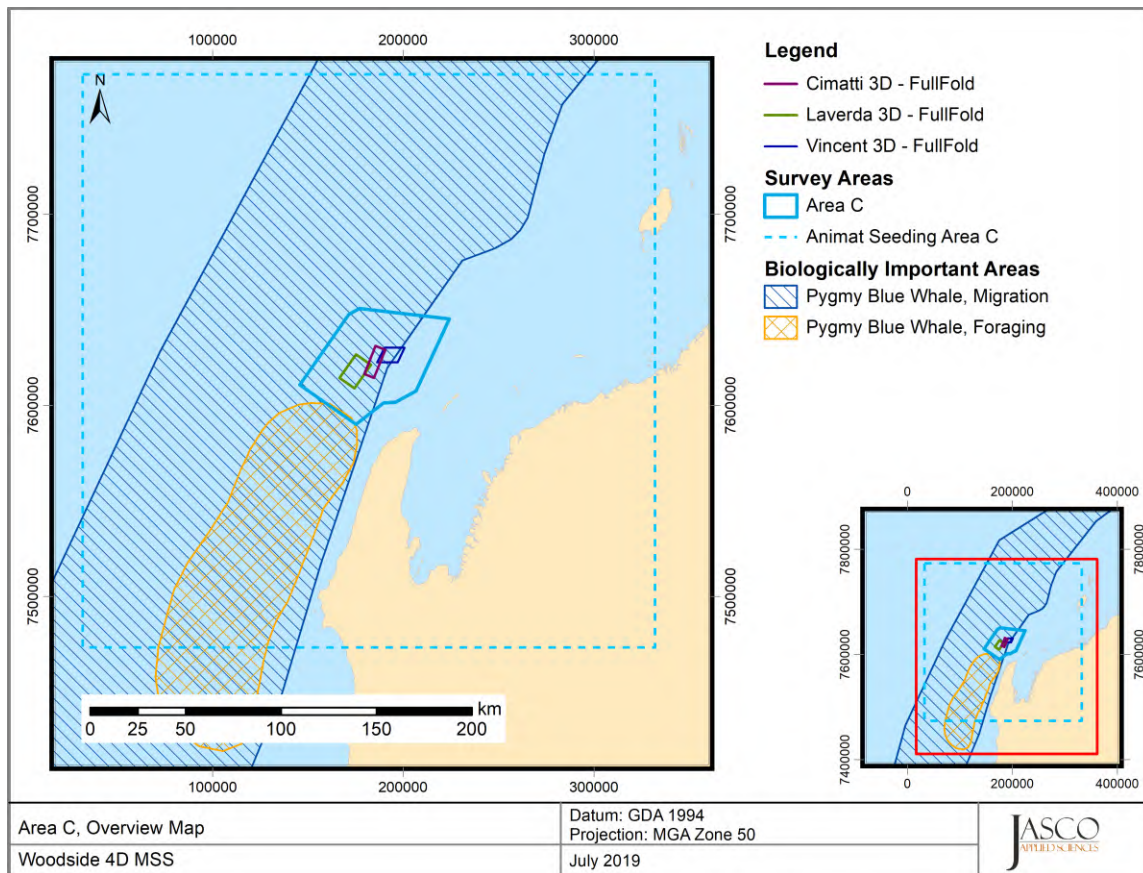 100000 200000 300000
N
7700000 7700000
7600000 7600000
7500000 7500000
km
0 25 50 100 150 200
100000 200000 300000
Legend
Cimatti 3D - FullFold
Laverda 3D - FullFold
Vincent 3D - FullFold
Survey Areas
Area C
Animat Seeding Area C
Biologically Important Areas
Pygmy Blue Whale, Migration
Pygmy Blue Whale, Foraging
0 200000 400000
7800000 7800000
7600000 7600000
7400000 7400000
0 200000 400000
Area C, Overview Map
Woodside 4D MSS
Datum: GDA 1994
Projection: MGA Zone 50
July 2019
JASCO
APPLIED SCIENCES